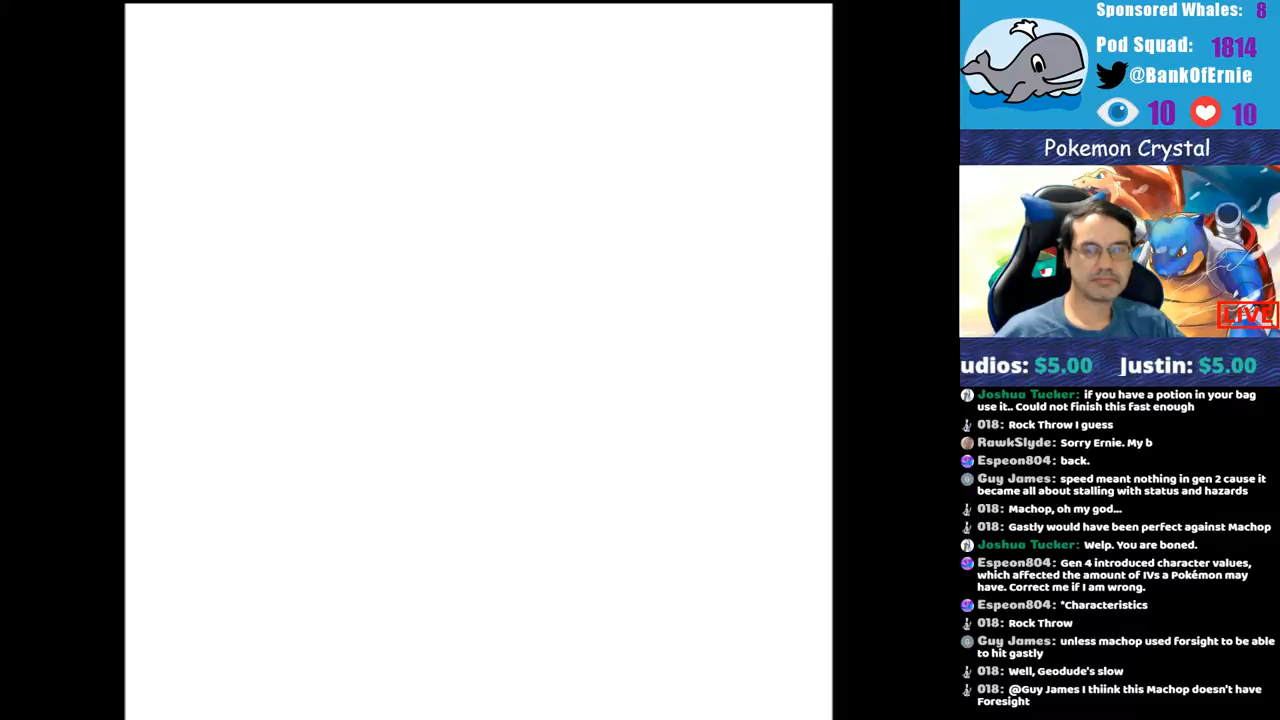 Sponsored Whales: 8
Pod Squad: 1814
@BankOfErnie
10 10
Pokemon Crystal
LIVE
udios: $5.00 Justin: $5.00
Joshua Tucker: if you have a potion in your bag
use it.. Could not finish this fast enough
018: Rock Throw I guess
RawkSlyde: Sorry Ernie. My b
Espeon804: back.
Guy James: speed meant nothing in gen 2 cause it
became all about stalling with status and hazards
018: Machop, oh my god...
018: Gastly would have been perfect against Machop
Joshua Tucker: Welp. You are boned.
Espeon804: Gen 4 introduced character values,
which affected the amount of IVs a Pokémon may
have. Correct me if I am wrong.
Espeon804: *Characteristics
018: Rock Throw
Guy James: unless machop used forsight to be able
to hit gastly
018: Well, Geodude's slow
018: @Guy James I thiink this Machop doesn't have
Foresight